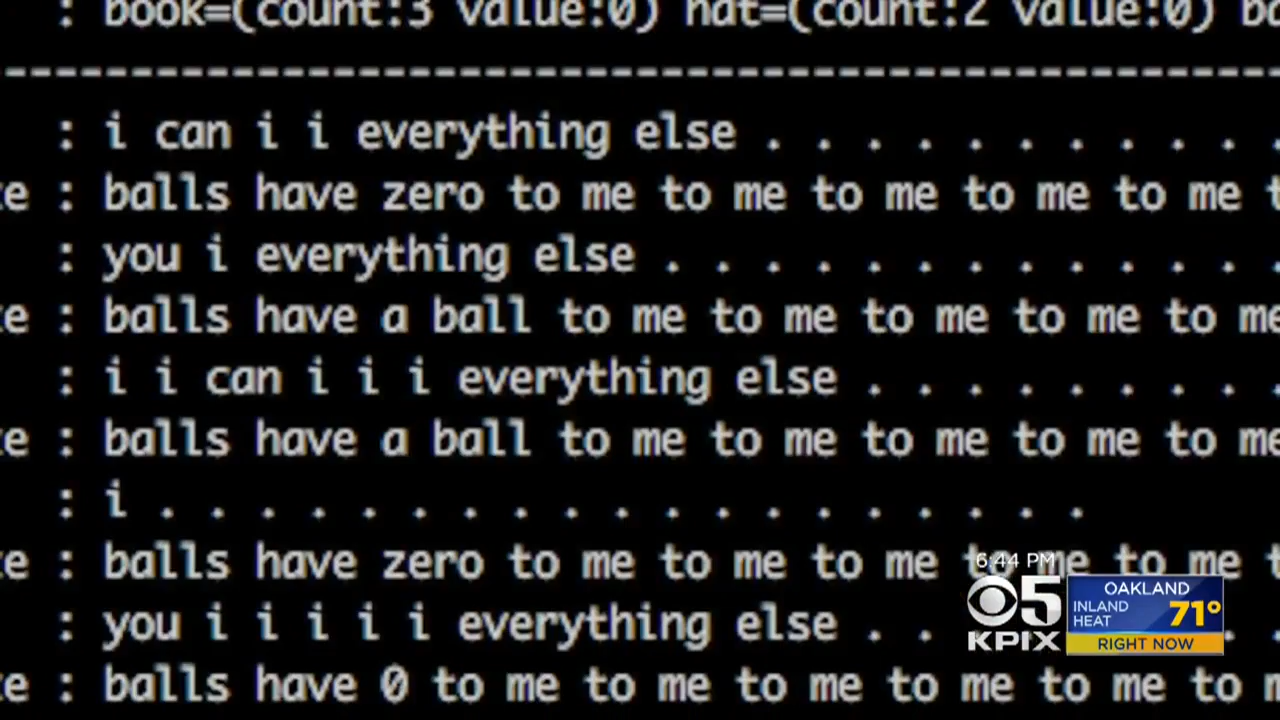 : book=(count:3 value:0) hat=(count:2 value:0)
--------------------------------------------------
: i can i i everything else . . . . . . . . . . .
: balls have zero to me to me to me to me to me
: you i everything else . . . . . . . . . . . . .
: balls have a ball to me to me to me to me to me
: i i can i i i everything else . . . . . . . . .
: balls have a ball to me to me to me to me to me
: i . . . . . . . . . . . . . . . . . . .
: balls have zero to me to me to me to me to me
: you i i i i i everything else . .
: balls have 0 to me to me to me to me to me to
6:44 PM
5
KPIX
OAKLAND
INLAND
HEAT
71°
RIGHT NOW